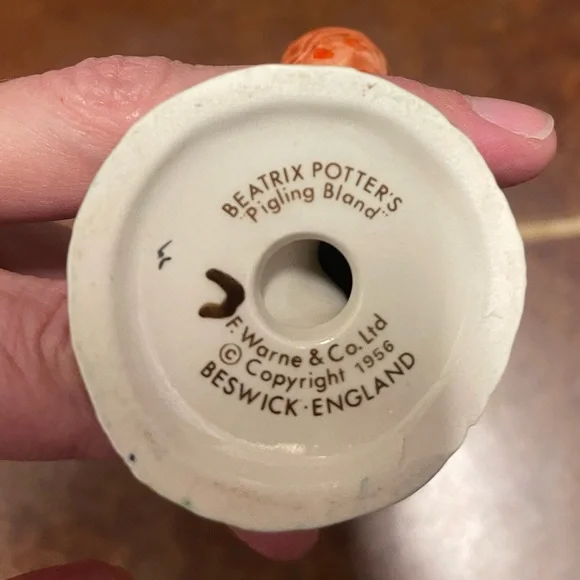 BEATRIX POTTER'S
"Pigling Bland"
F. Warne & Co. Ltd
© Copyright 1956
BESWICK · ENGLAND